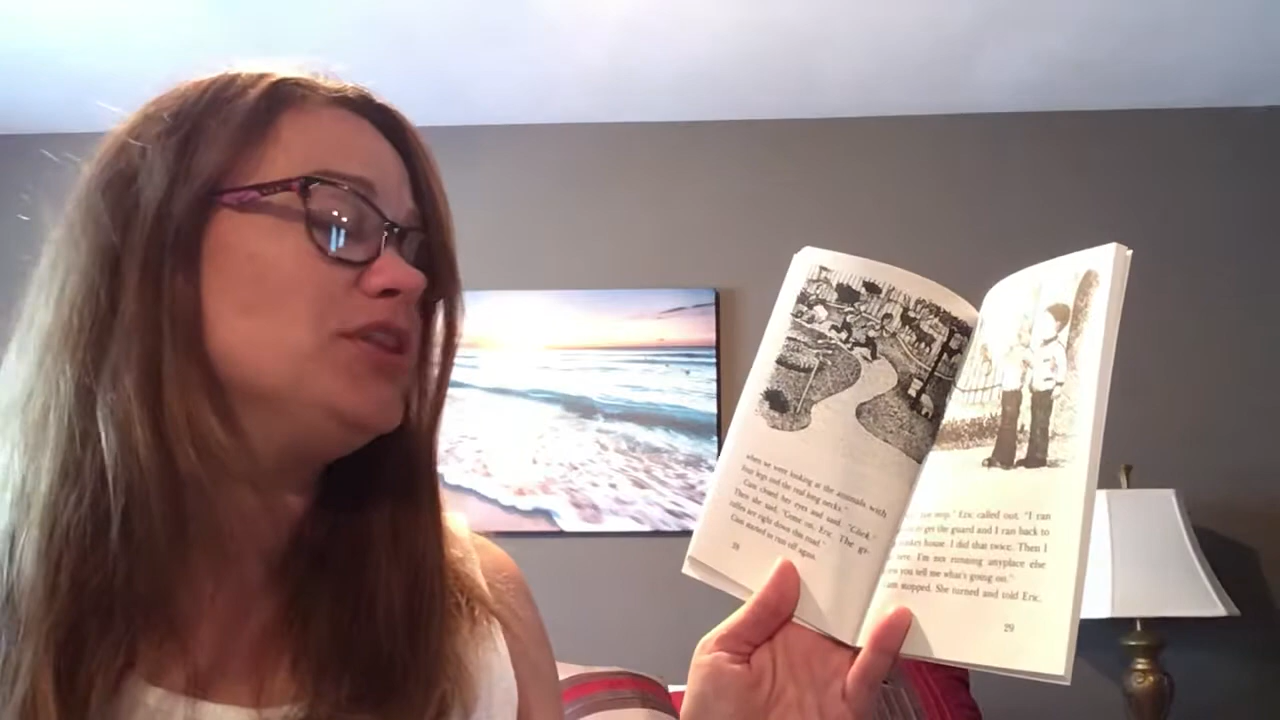 when we were looking at the animals with
four legs and the real long necks."
Cam closed her eyes and said, "Click."
Then she said, "Come on, Eric. The gi-
raffes are right down this road."
Cam started to run off again.
28
stop," Eric called out. "I ran
to get the guard and I ran back to
house. I did that twice. Then I
here. I'm not running anyplace else
you tell me what's going on."
stopped. She turned and told Eric.
29